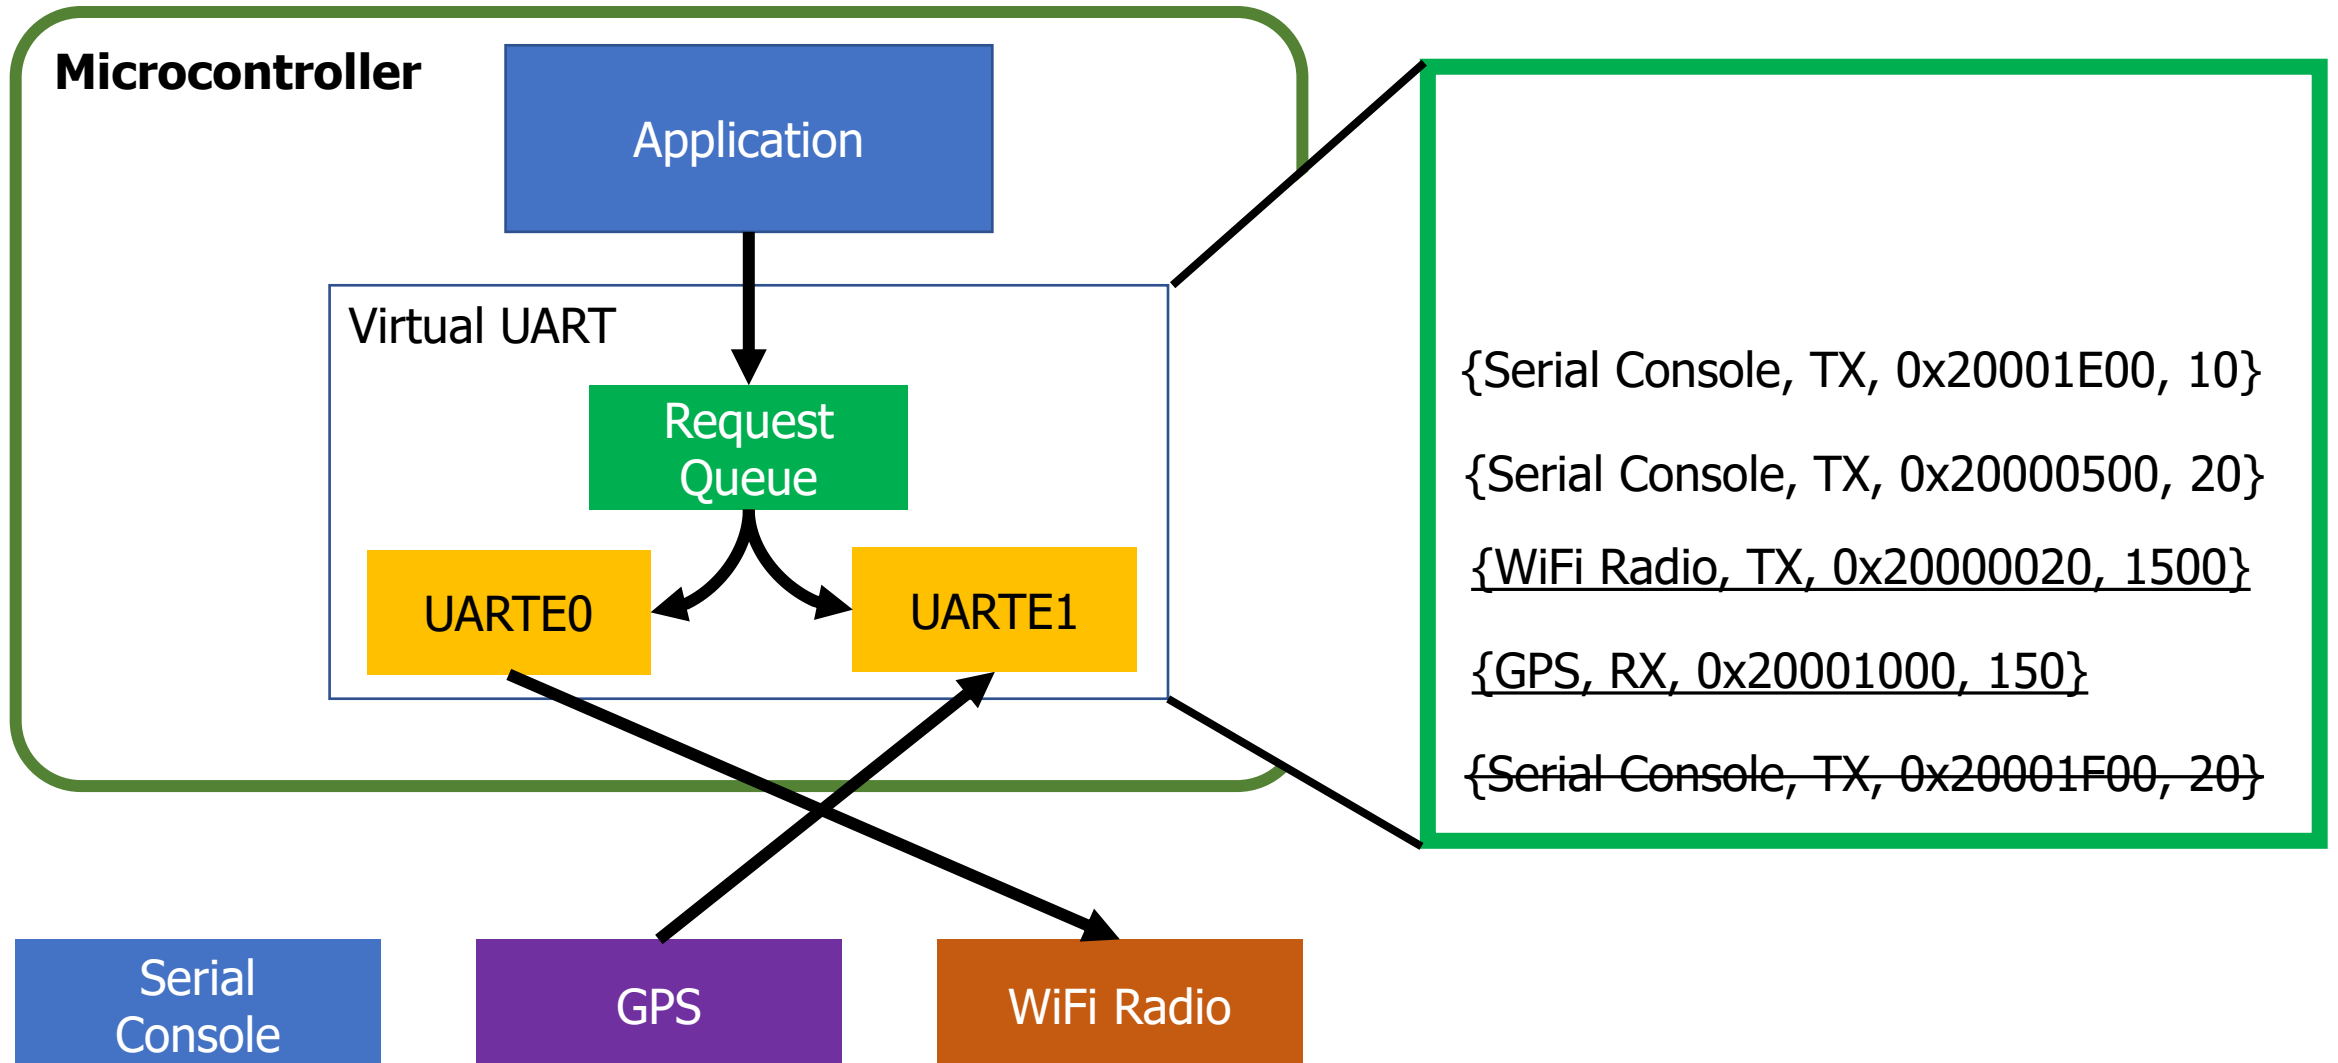 Microcontroller
Application
Virtual UART
Request
Queue
UARTE0
UARTE1
Serial
Console
GPS
WiFi Radio
{Serial Console, TX, 0x20001E00, 10}
{Serial Console, TX, 0x20000500, 20}
{WiFi Radio, TX, 0x20000020, 1500}
{GPS, RX, 0x20001000, 150}
{Serial Console, TX, 0x20001F00, 20}